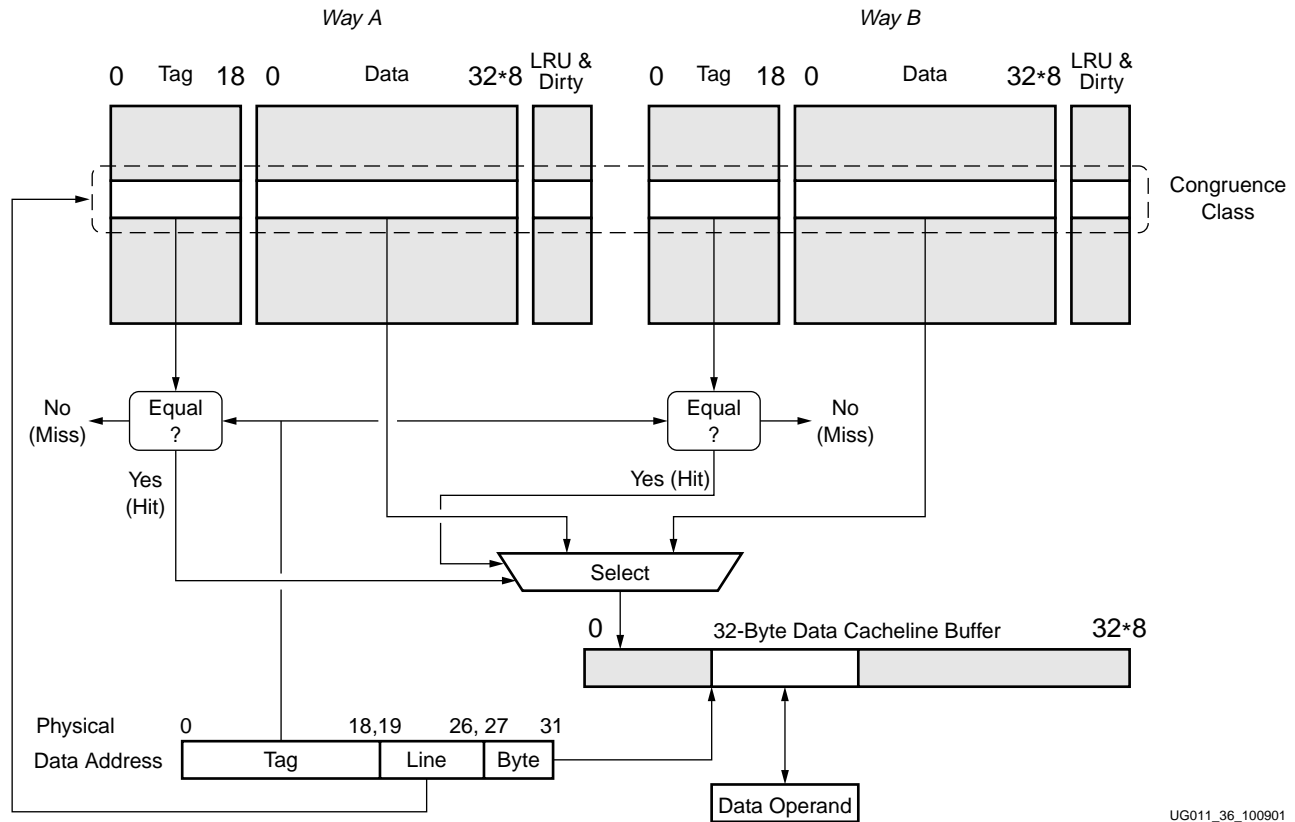 Way A
Way B
0 Tag 18 0 Data 32*8 LRU &
Dirty
0 Tag 18 0 Data 32*8 LRU &
Dirty
Congruence
Class
No
(Miss)
Equal
?
Equal
?
No
(Miss)
Yes
(Hit)
Yes (Hit)
Select
0 32-Byte Data Cacheline Buffer 32*8
Physical 0 18,19 26, 27 31
Data Address Tag Line Byte
Data Operand
UG011_36_100901